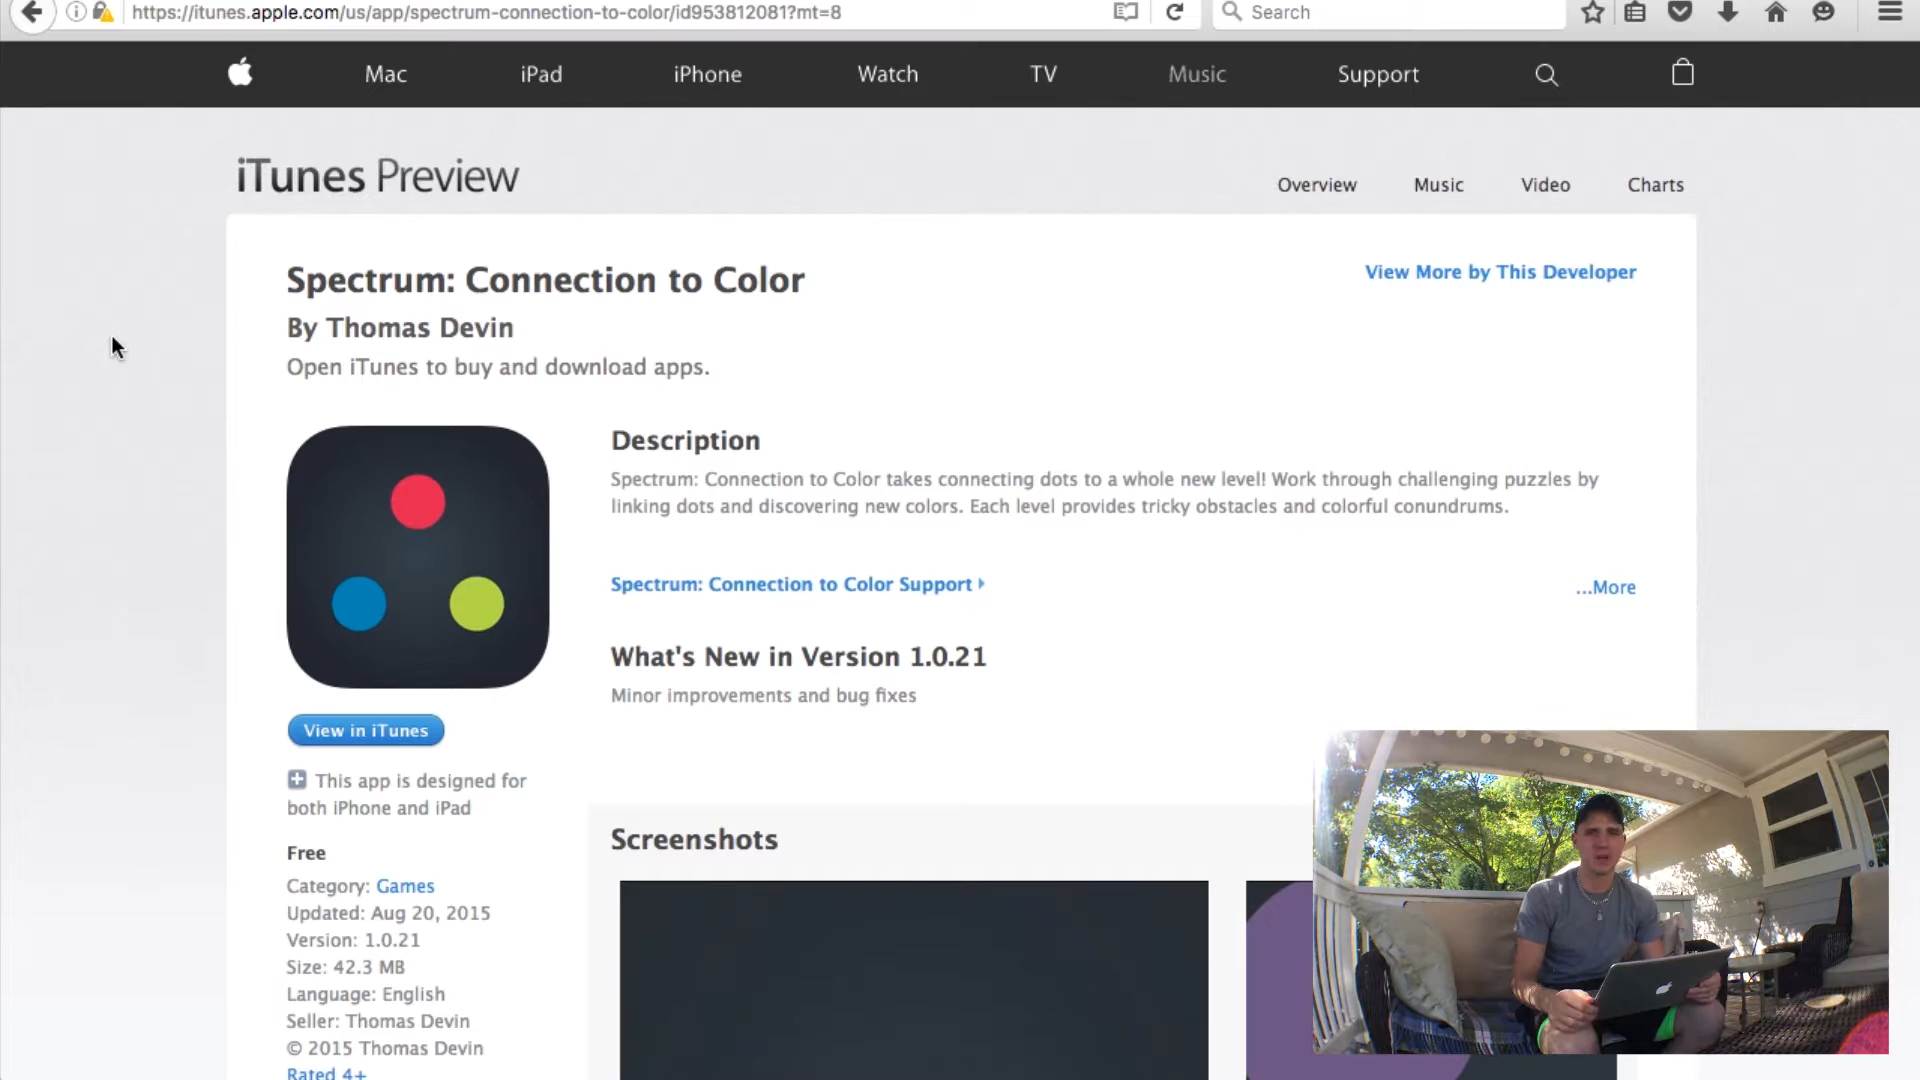 https://itunes.apple.com/us/app/spectrum-connection-to-color/id953812081?mt=8
Search
Mac
iPad
iPhone
Watch
TV
Music
Support
iTunes Preview
Overview
Music
Video
Charts
Spectrum: Connection to Color
View More by This Developer
By Thomas Devin
Open iTunes to buy and download apps.
Description
Spectrum: Connection to Color takes connecting dots to a whole new level! Work through challenging puzzles by
linking dots and discovering new colors. Each level provides tricky obstacles and colorful conundrums.
Spectrum: Connection to Color Support
...More
What's New in Version 1.0.21
Minor improvements and bug fixes
View in iTunes
This app is designed for
both iPhone and iPad
Free
Category: Games
Updated: Aug 20, 2015
Version: 1.0.21
Size: 42.3 MB
Language: English
Seller: Thomas Devin
© 2015 Thomas Devin
Rated 4+
Screenshots